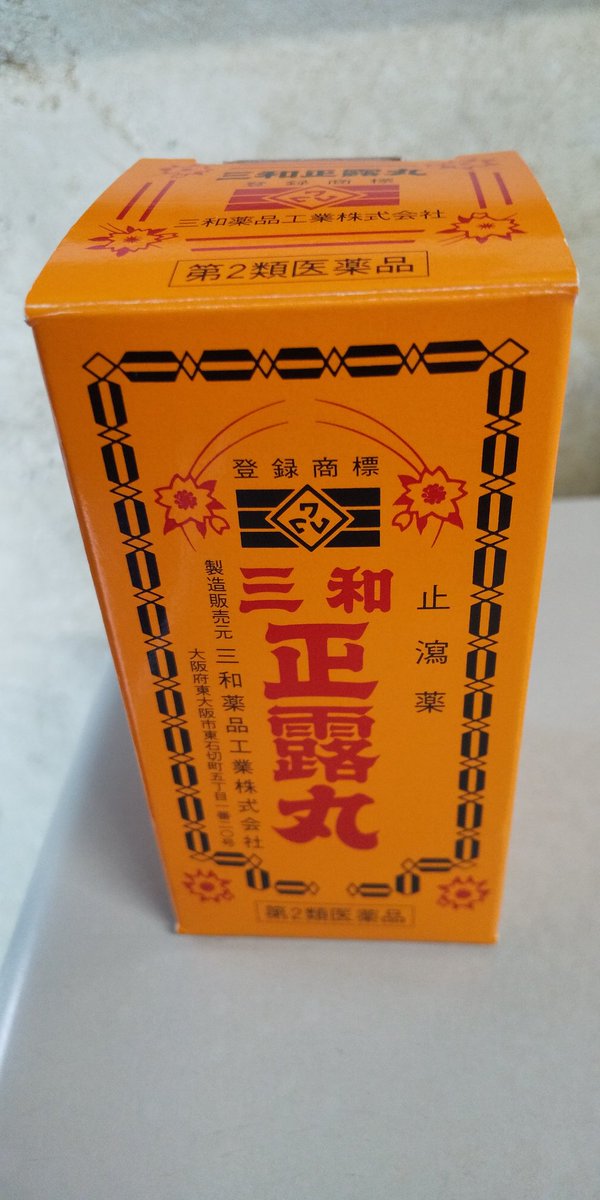 三和正露丸
登録商標
三和薬品工業株式会社
第2類医薬品
登録商標
三和
正露丸
止瀉薬
製造販売元
三和薬品工業株式会社
大阪府東大阪市東石切町五丁目一番二〇号
第2類医薬品